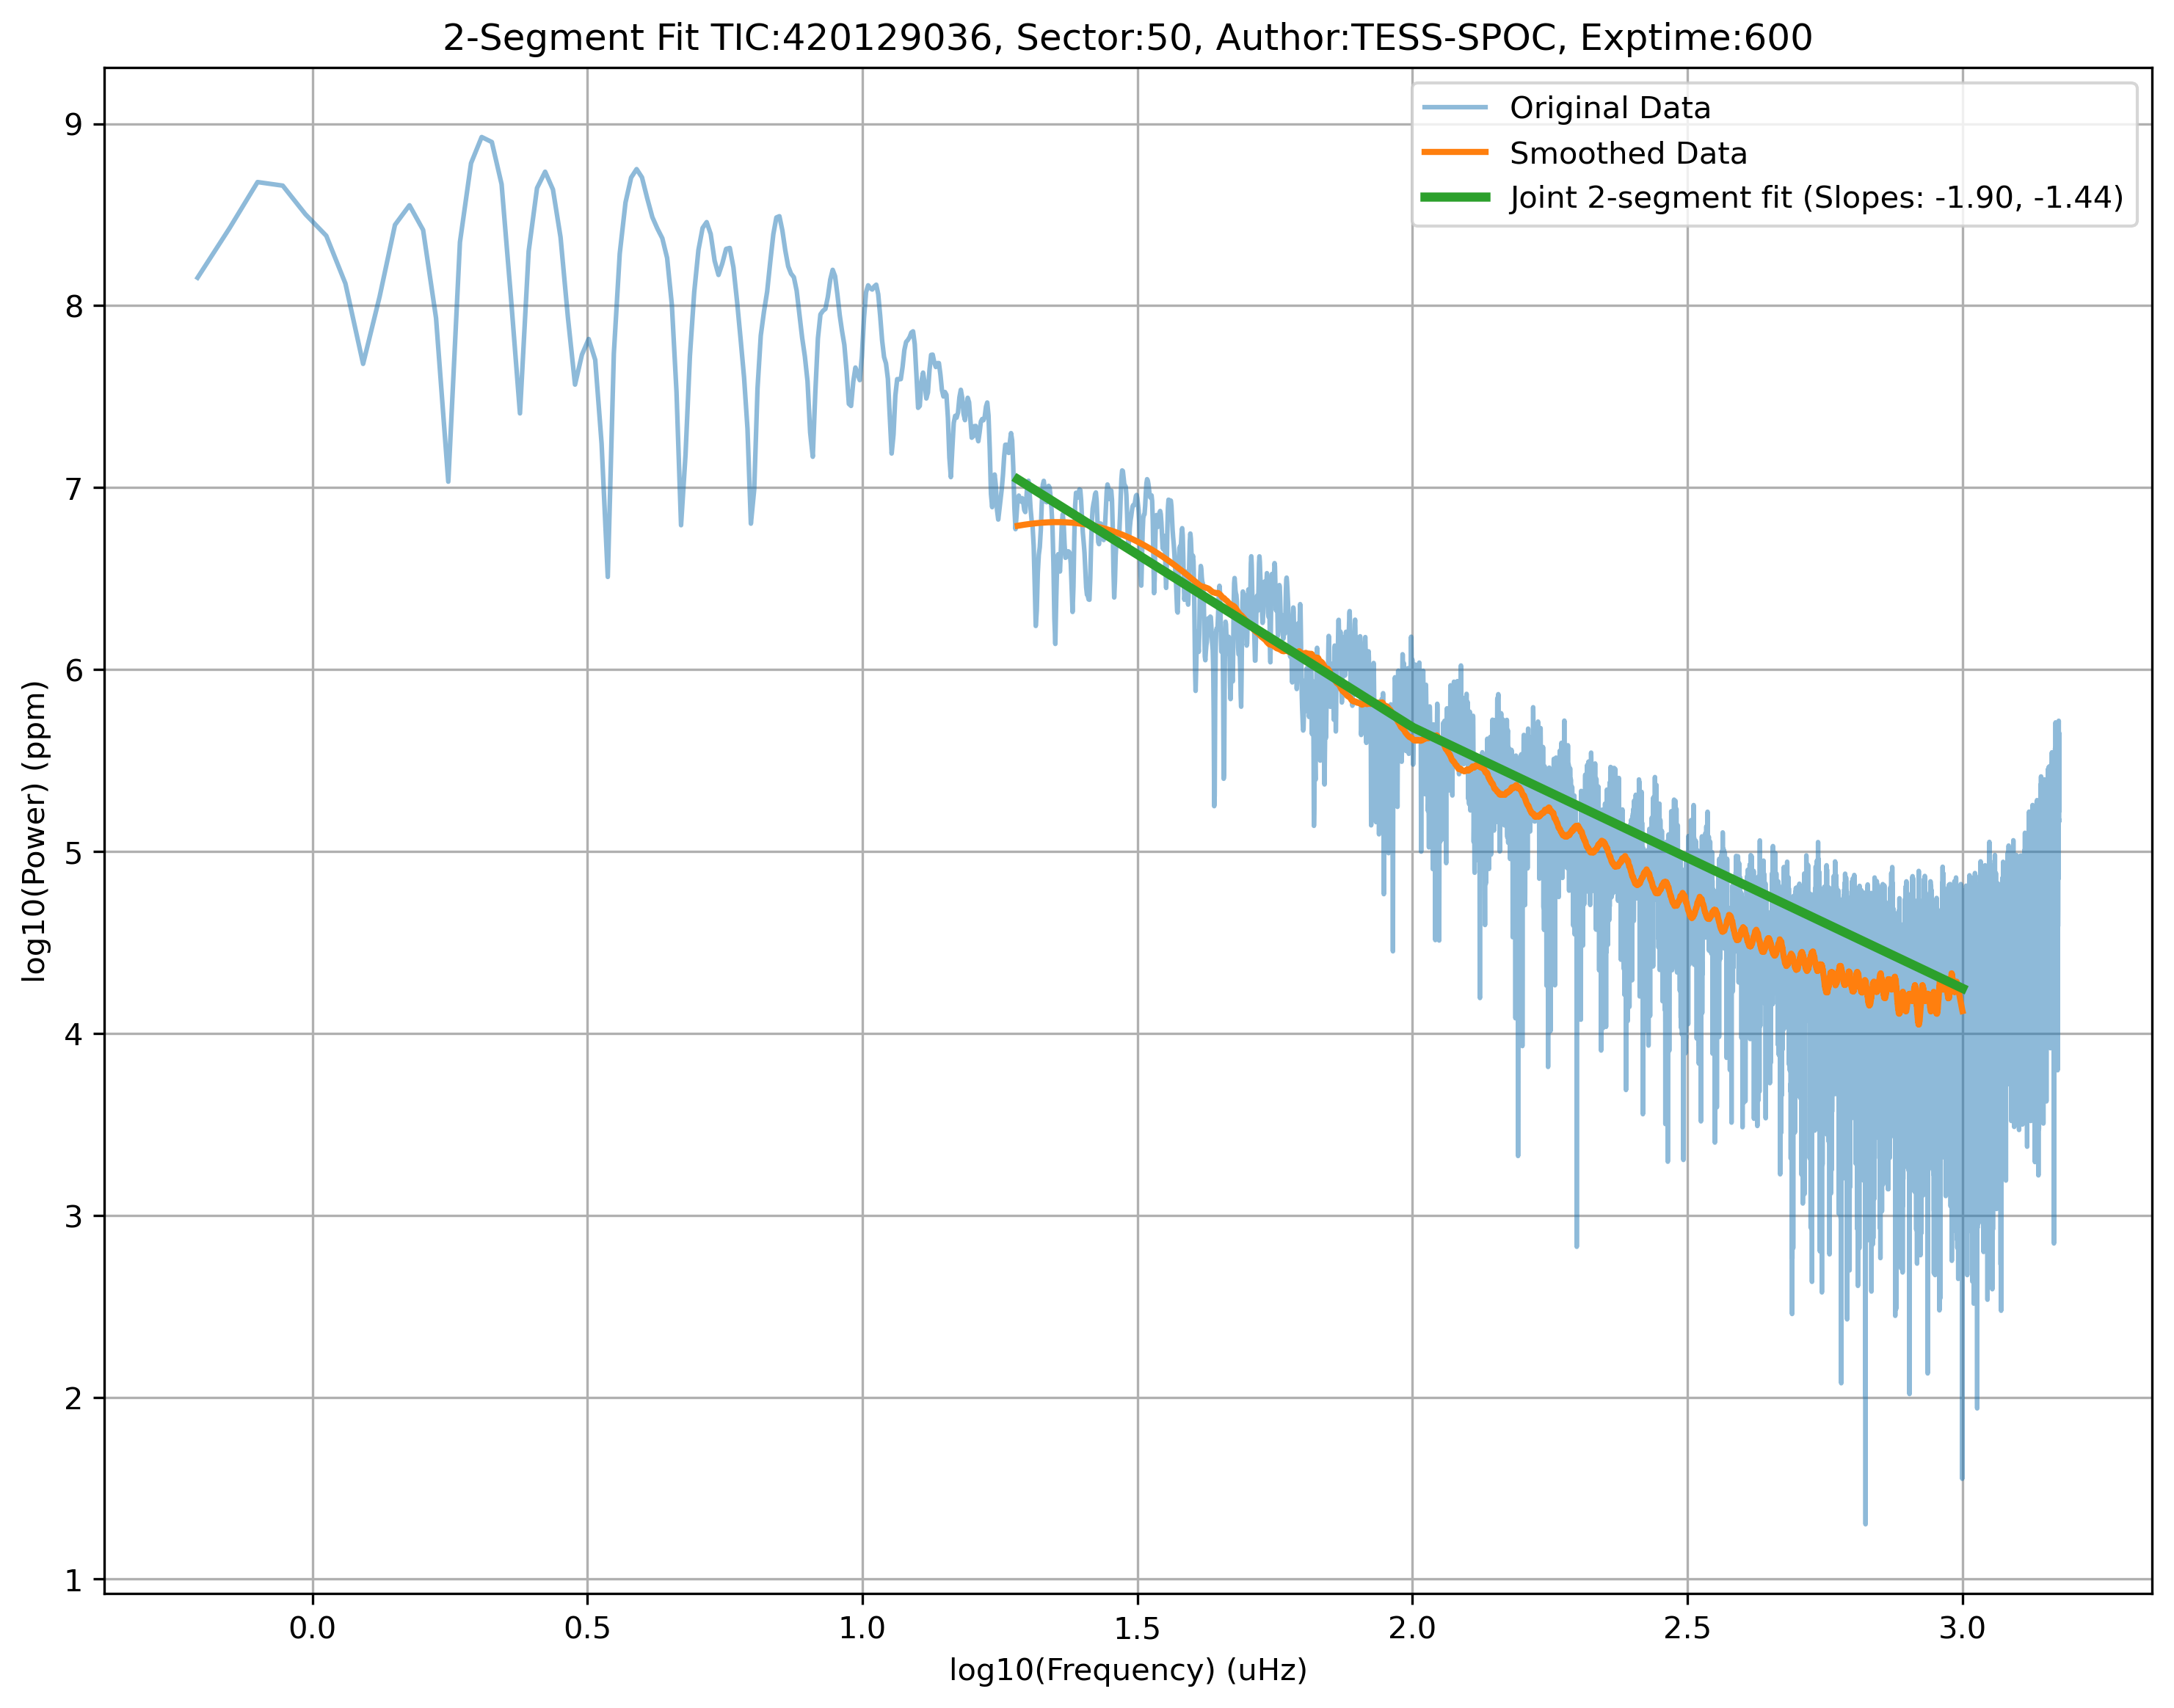 2-Segment Fit TIC:420129036, Sector:50, Author:TESS-SPOC, Exptime:600
Original Data
Smoothed Data
Joint 2-segment fit (Slopes: -1.90, -1.44)
log10(Power) (ppm)
9
8
7
6
5
4
3
2
1
0.0 0.5 1.0 1.5 2.0 2.5 3.0
log10(Frequency) (uHz)